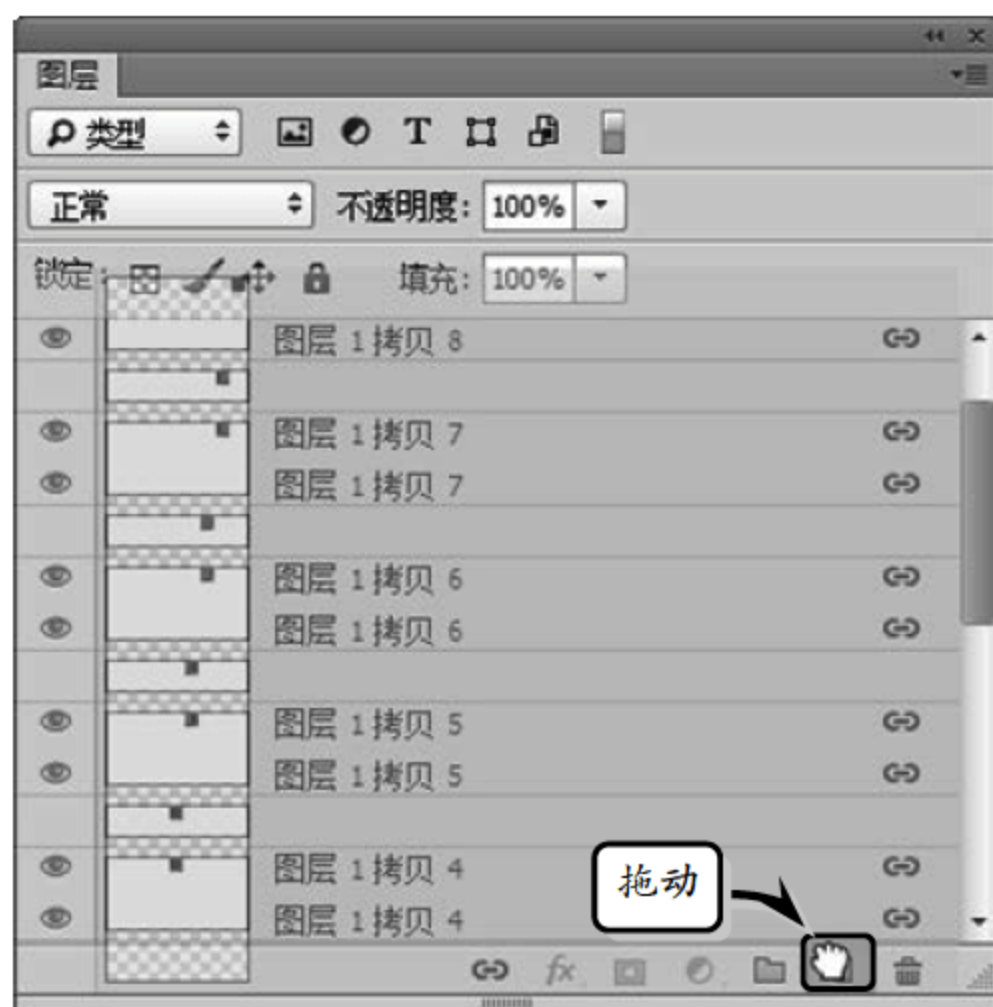 图层
类型
T
正常 不透明度: 100%
锁定: 填充: 100%
图层 1 拷贝 8
图层 1 拷贝 7
图层 1 拷贝 7
图层 1 拷贝 6
图层 1 拷贝 6
图层 1 拷贝 5
图层 1 拷贝 5
图层 1 拷贝 4
图层 1 拷贝 4
拖动
fx